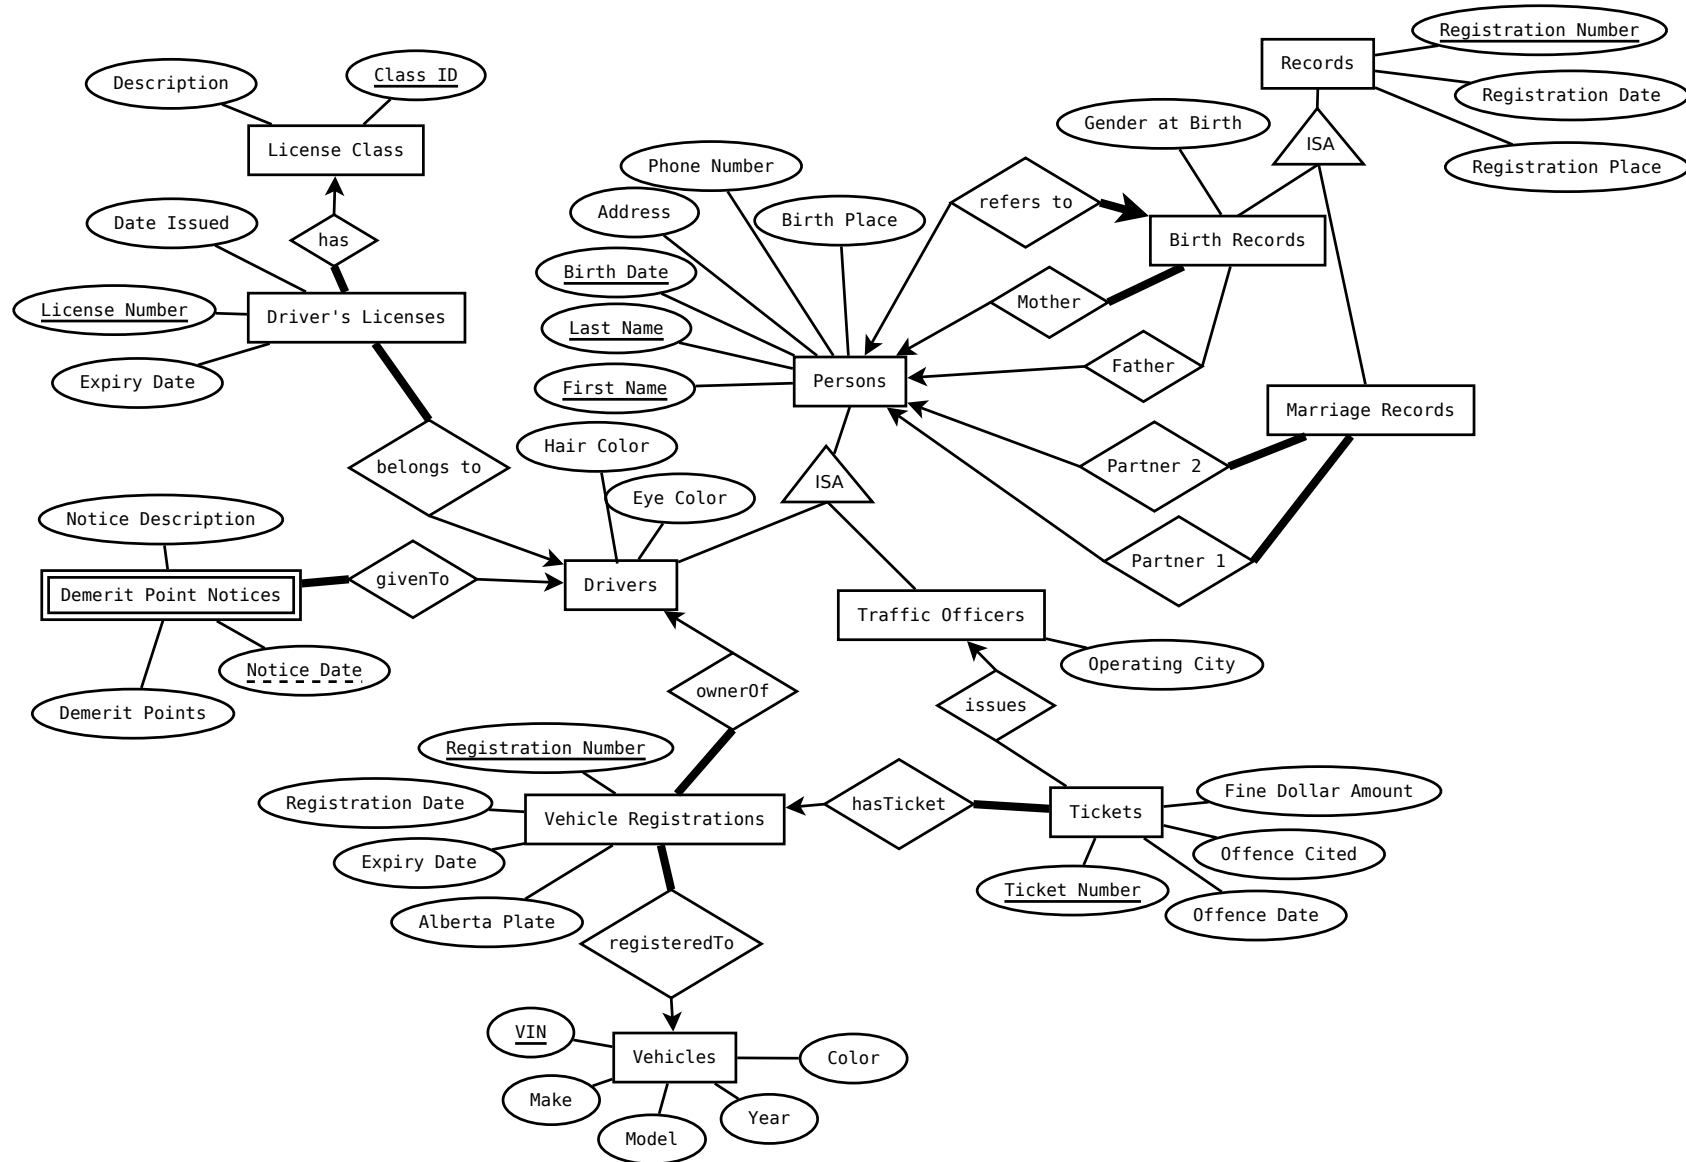 Registration Number
Records
Registration Date
Registration Place
ISA
Description
Class ID
License Class
Gender at Birth
Phone Number
Address
Birth Place
refers to
Birth Records
Date Issued
has
Birth Date
Mother
License Number
Driver's Licenses
Last Name
Father
Expiry Date
First Name
Persons
Marriage Records
Hair Color
belongs to
Partner 2
Eye Color
ISA
Notice Description
Partner 1
givenTo
Drivers
Demerit Point Notices
Traffic Officers
Operating City
Notice Date
ownerOf
issues
Demerit Points
Registration Number
Registration Date
hasTicket
Fine Dollar Amount
Vehicle Registrations
Tickets
Expiry Date
Offence Cited
Ticket Number
Alberta Plate
Offence Date
registeredTo
VIN
Vehicles
Color
Make
Year
Model